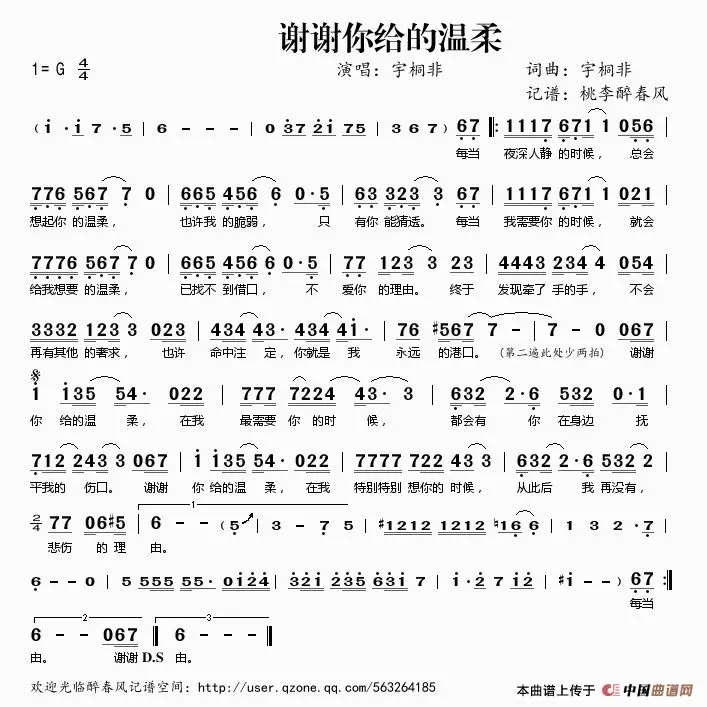 谢谢你给的温柔
1=G 4/4 演唱：宇桐非 词曲：宇桐非
记谱：桃李醉春风
( i · i 7 · 5 | 6 - - - | 0 37 21 75 | 3 6 7 ) 67 |: 1117 671 1 056 |
每当 夜深人静 的时候， 总会
776 567 7 0 | 665 456 6 0·5 | 63 323 3 67 | 1117 671 1 021 |
想起你 的温柔， 也许我 的脆弱， 只 有你 能猜透。 每当 我需要你 的时候， 就会
7776 567 7 0 | 665 456 6 0·5 | 77 123 3 23 | 4443 234 4 054 |
给我想要 的温柔， 已找不 到借口， 不 爱你 的理由。 终于 发现牵了 手的手， 不会
3332 123 3 023 | 434 43· 434 41· | 76 #567 7 - | 7 - 0 067 |
再有其他 的奢求， 也许 命中注 定， 你就是 我 永远 的港口。 (第二遍此处少两拍) 谢谢
i i35 54· 022 | 777 7224 43· 3 | 632 2·6 532 0·1 |
你 给的温 柔， 在我 最需要 你 的时 候， 都会有 你 在身边 抚
712 243 3 067 | i i35 54· 022 | 7777 777 243 3 | 632 2·6 5322 |
平我的 伤口。 谢谢 你 给的温 柔， 在我 特别特别 想你的 时候， 从此后 我 再没有，
2/4 77 06#5 | 1 6 - - (5· | 3 - 7 5 | #1212 1212 ♮16 6 | 1 3 2 · 7 |
悲伤 的 理 由。
6 - - 0 | 5 555 55· 0124 | 3i2 235 63i 7 | i · 2 7 i2 | #i - ) 67 :|
每当
2 6 - - 067 | 3 6 - - |
由。 谢谢 D.S 由。
欢迎光临醉春风记谱空间：http://user.qzone.qq.com/563264185 本曲谱上传于 中国曲谱网